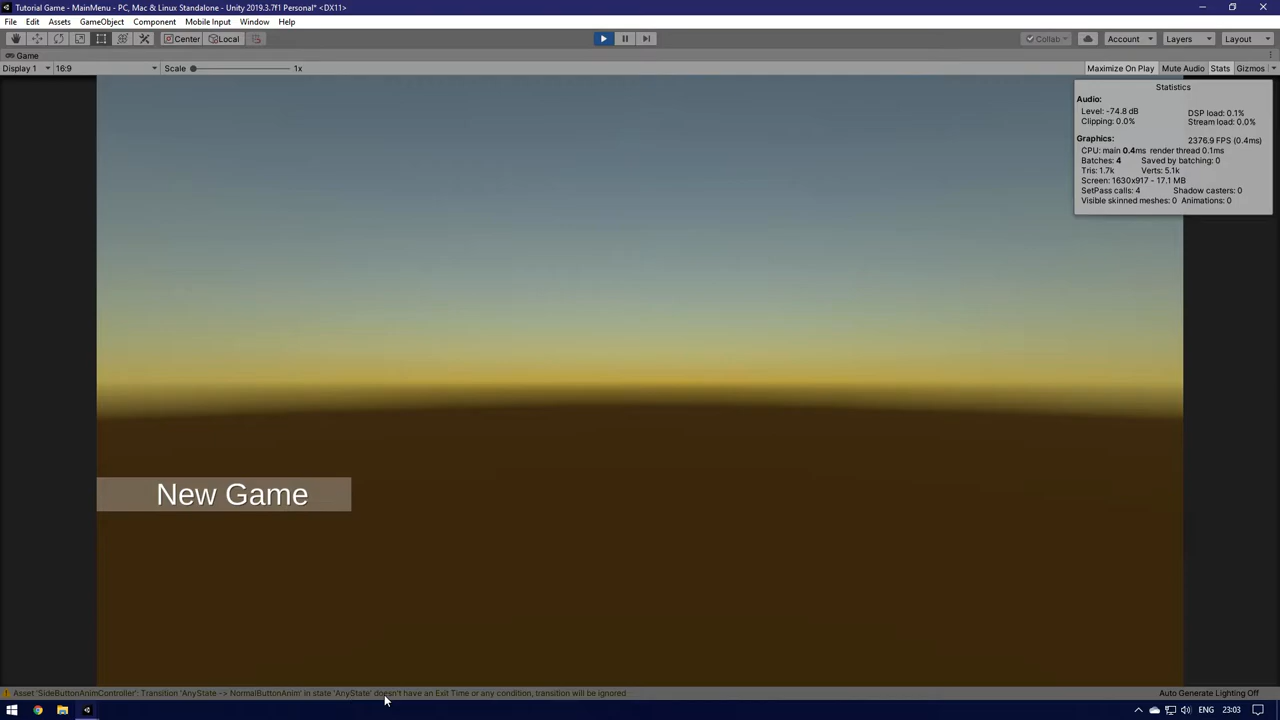 Tutorial Game - MainMenu - PC, Mac & Linux Standalone - Unity 2019.3.7f1 Personal* <DX11>
File Edit Assets GameObject Component Mobile Input Window Help
Center Local Collab Account Layers Layout
Game
Display 1 16:9 Scale 1x Maximize On Play Mute Audio Stats Gizmos
Statistics
Audio:
Level: -74.8 dB DSP load: 0.1%
Clipping: 0.0% Stream load: 0.0%
Graphics: 2376.9 FPS (0.4ms)
CPU: main 0.4ms render thread 0.1ms
Batches: 4 Saved by batching: 0
Tris: 1.7k Verts: 5.1k
Screen: 1630x917 - 17.1 MB
SetPass calls: 4 Shadow casters: 0
Visible skinned meshes: 0 Animations: 0
New Game
Asset 'SideButtonAnimController': Transition 'AnyState -> NormalButtonAnim' in state 'AnyState' doesn't have an Exit Time or any condition, transition will be ignored Auto Generate Lighting Off
ENG 23:03